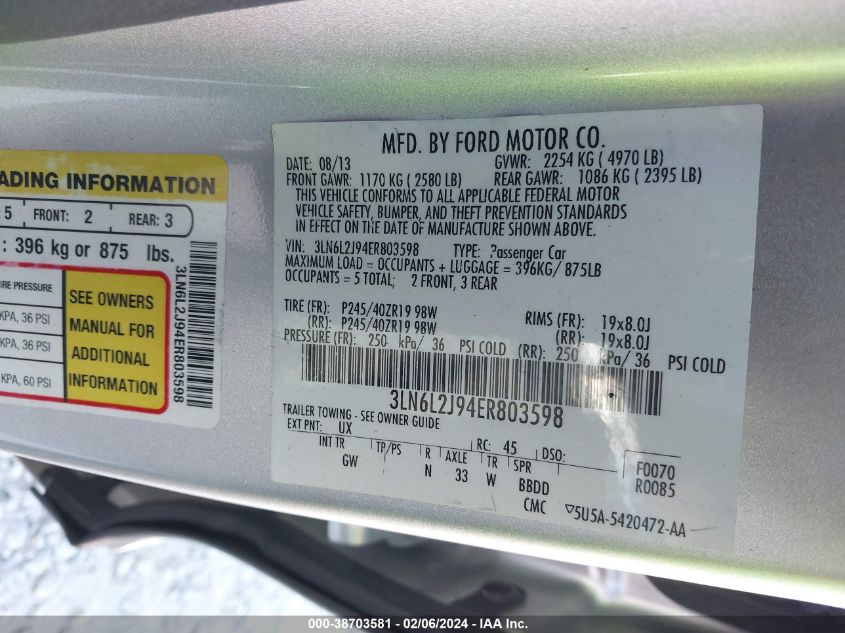 ADING INFORMATION
5 FRONT: 2 REAR: 3
: 396 kg or 875 lbs.
IRE PRESSURE
KPA, 36 PSI
KPA, 36 PSI
KPA, 60 PSI
SEE OWNERS
MANUAL FOR
ADDITIONAL
INFORMATION
3LN6L2J94ER803598
MFD. BY FORD MOTOR CO.
DATE: 08/13 GVWR: 2254 KG ( 4970 LB)
FRONT GAWR: 1170 KG ( 2580 LB) REAR GAWR: 1086 KG ( 2395 LB)
THIS VEHICLE CONFORMS TO ALL APPLICABLE FEDERAL MOTOR
VEHICLE SAFETY, BUMPER, AND THEFT PREVENTION STANDARDS
IN EFFECT ON THE DATE OF MANUFACTURE SHOWN ABOVE.
VIN: 3LN6L2J94ER803598 TYPE: Passenger Car
MAXIMUM LOAD = OCCUPANTS + LUGGAGE = 396KG/ 875LB
OCCUPANTS = 5 TOTAL; 2 FRONT, 3 REAR
TIRE (FR): P245/40ZR19 98W RIMS (FR): 19x8.0J
(RR): P245/40ZR19 98W (RR): 19x8.0J
PRESSURE (FR): 250 kPa/ 36 PSI COLD (RR): 250 kPa/ 36 PSI COLD
3LN6L2J94ER803598
TRAILER TOWING - SEE OWNER GUIDE
EXT PNT: UX RC: 45 DSO:
INT TR TP/PS R AXLE TR SPR F0070
GW N 33 W BBDD R0085
CMC ▽5U5A-5420472-AA
000-38703581 - 02/06/2024 - IAAI.com